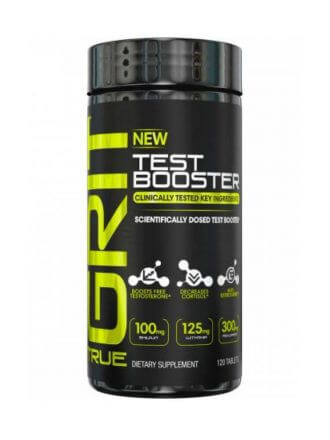 TRUE GRIT
NEW
TEST
BOOSTER
CLINICALLY TESTED KEY INGREDIENTS
SCIENTIFICALLY DOSED TEST BOOSTER
BOOSTS FREE
TESTOSTERONE*
DECREASES
CORTISOL*
100mg
125mg
300mg
DIETARY SUPPLEMENT
120 TABLETS